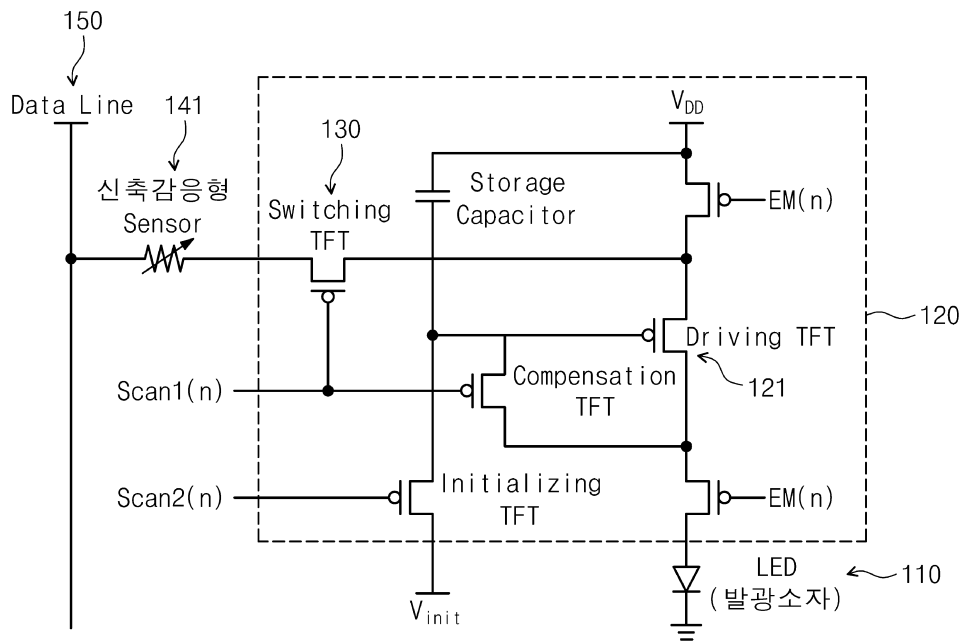 150
Data Line
141
신축감응형
Sensor
130
Switching
TFT
Storage
Capacitor
V_DD
EM(n)
120
Driving TFT
121
Compensation
TFT
Scan1(n)
Scan2(n)
Initializing
TFT
EM(n)
V_init
LED
(발광소자)
110